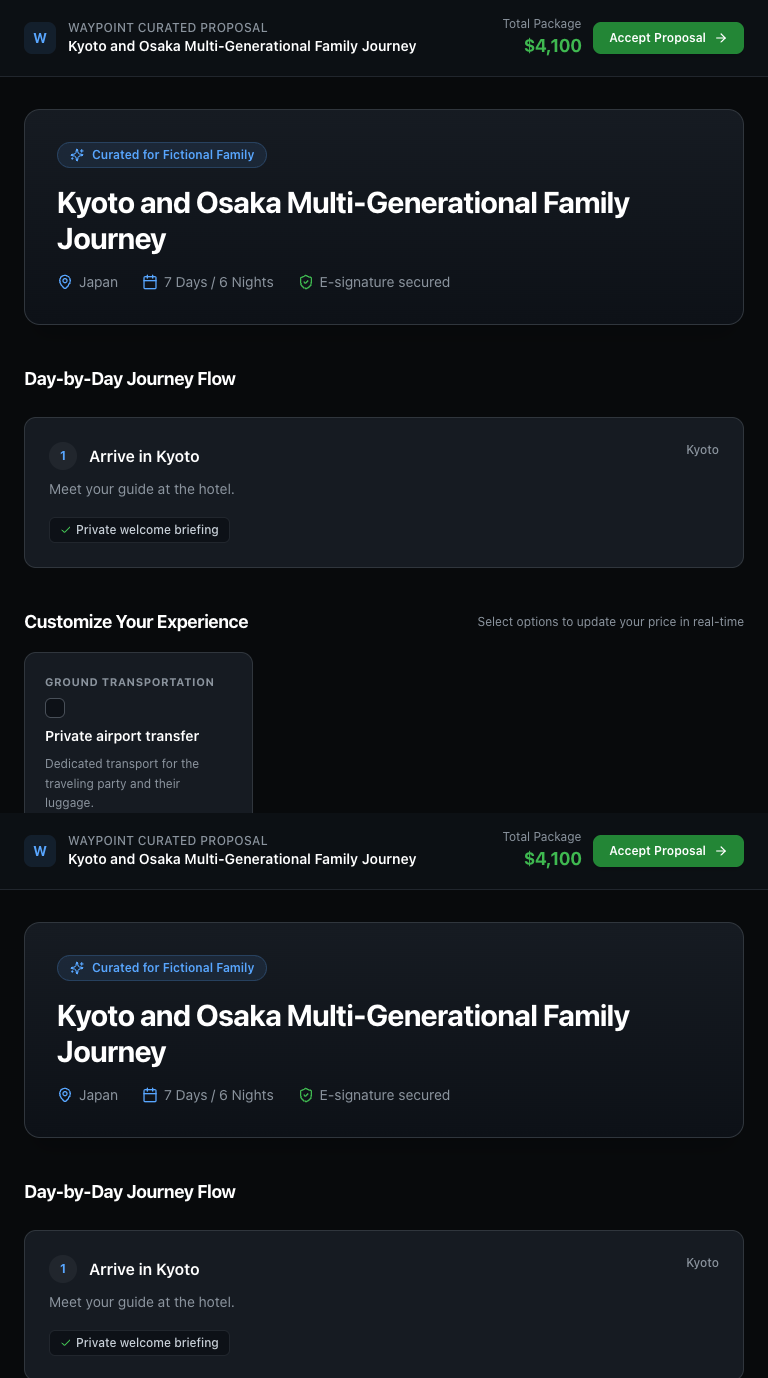 W
WAYPOINT CURATED PROPOSAL
Kyoto and Osaka Multi-Generational Family Journey
Total Package
$4,100
Accept Proposal
Curated for Fictional Family
Kyoto and Osaka Multi-Generational Family
Journey
Japan
7 Days / 6 Nights
E-signature secured
Day-by-Day Journey Flow
1
Arrive in Kyoto
Kyoto
Meet your guide at the hotel.
Private welcome briefing
Customize Your Experience
Select options to update your price in real-time
GROUND TRANSPORTATION
Private airport transfer
Dedicated transport for the
traveling party and their
luggage.
W
WAYPOINT CURATED PROPOSAL
Kyoto and Osaka Multi-Generational Family Journey
Total Package
$4,100
Accept Proposal
Curated for Fictional Family
Kyoto and Osaka Multi-Generational Family
Journey
Japan
7 Days / 6 Nights
E-signature secured
Day-by-Day Journey Flow
1
Arrive in Kyoto
Kyoto
Meet your guide at the hotel.
Private welcome briefing